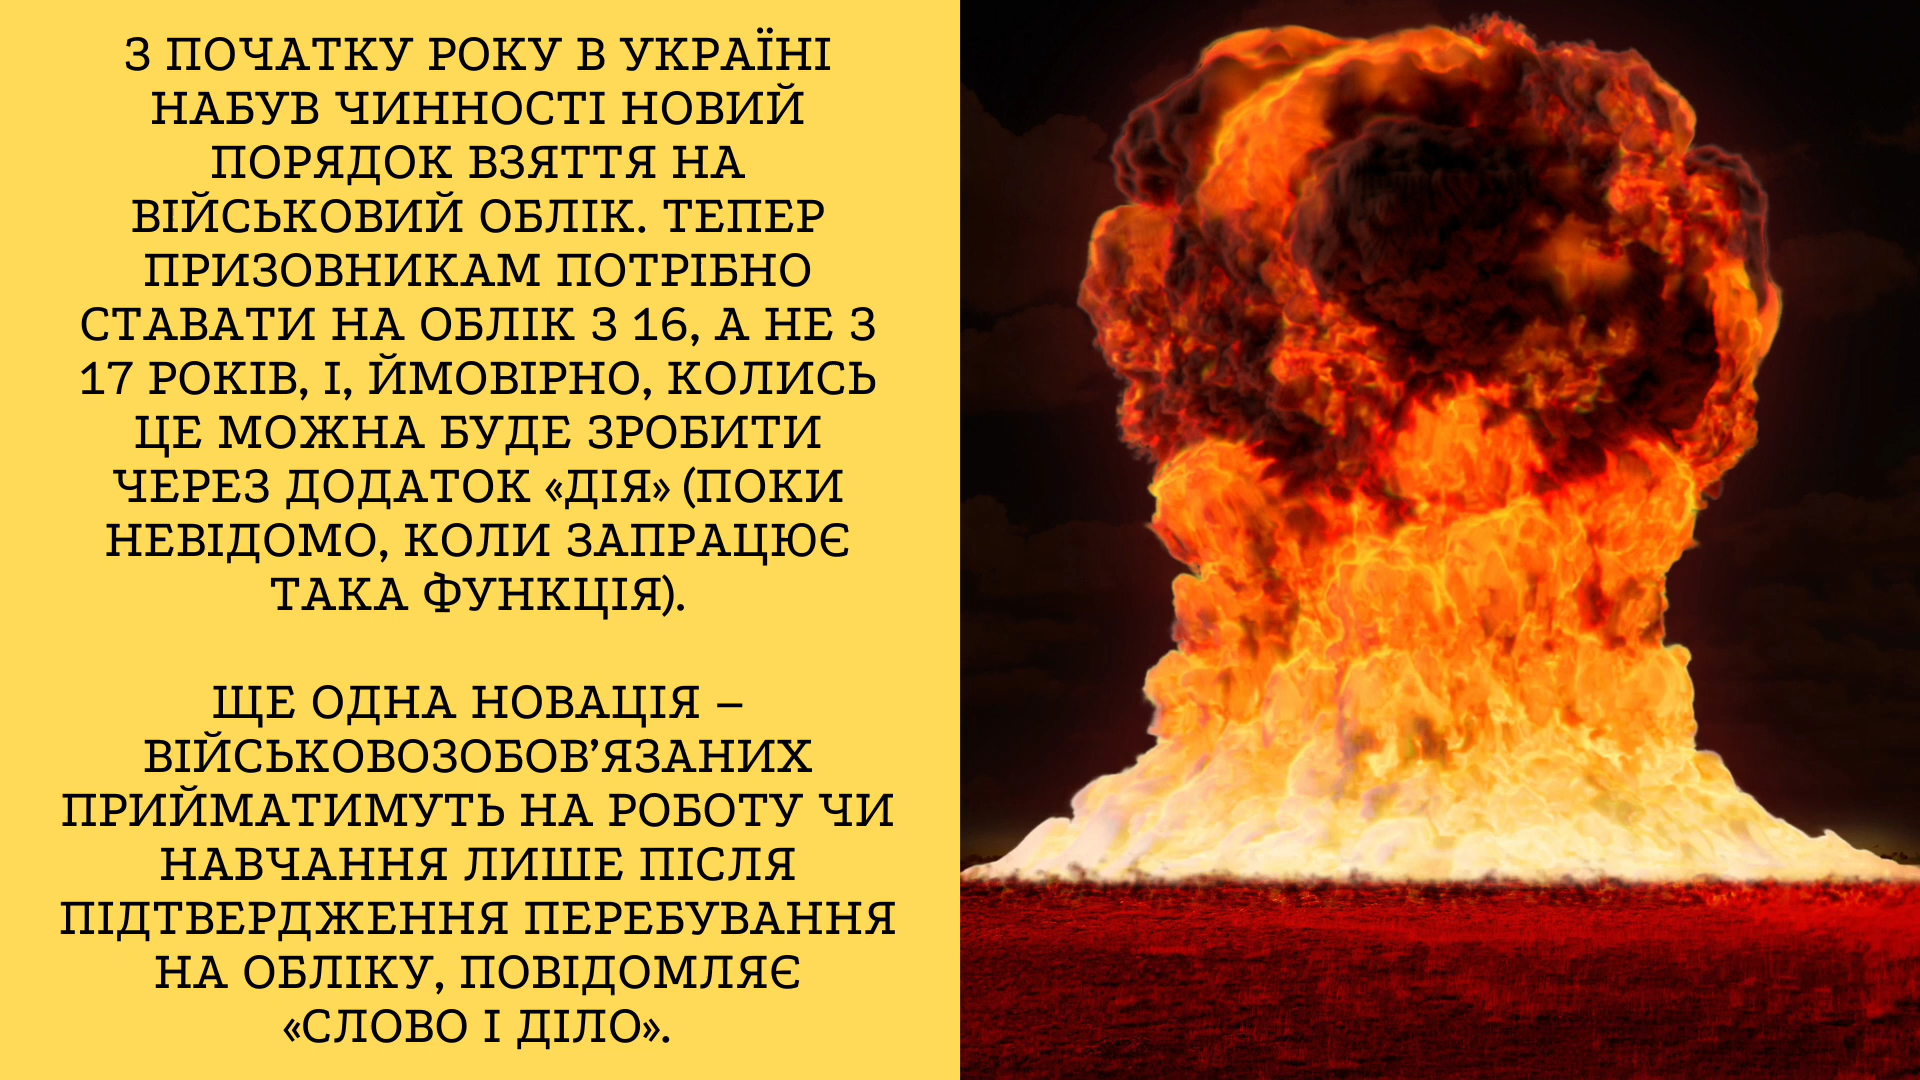 З ПОЧАТКУ РОКУ В УКРАЇНІ
НАБУВ ЧИННОСТІ НОВИЙ
ПОРЯДОК ВЗЯТТЯ НА
ВІЙСЬКОВИЙ ОБЛІК. ТЕПЕР
ПРИЗОВНИКАМ ПОТРІБНО
СТАВАТИ НА ОБЛІК З 16, А НЕ З
17 РОКІВ, І, ЙМОВІРНО, КОЛИСЬ
ЦЕ МОЖНА БУДЕ ЗРОБИТИ
ЧЕРЕЗ ДОДАТОК «ДІЯ» (ПОКИ
НЕВІДОМО, КОЛИ ЗАПРАЦЮЄ
ТАКА ФУНКЦІЯ).
ЩЕ ОДНА НОВАЦІЯ –
ВІЙСЬКОВОЗОБОВ’ЯЗАНИХ
ПРИЙМАТИМУТЬ НА РОБОТУ ЧИ
НАВЧАННЯ ЛИШЕ ПІСЛЯ
ПІДТВЕРДЖЕННЯ ПЕРЕБУВАННЯ
НА ОБЛІКУ, ПОВІДОМЛЯЄ
«СЛОВО І ДІЛО».